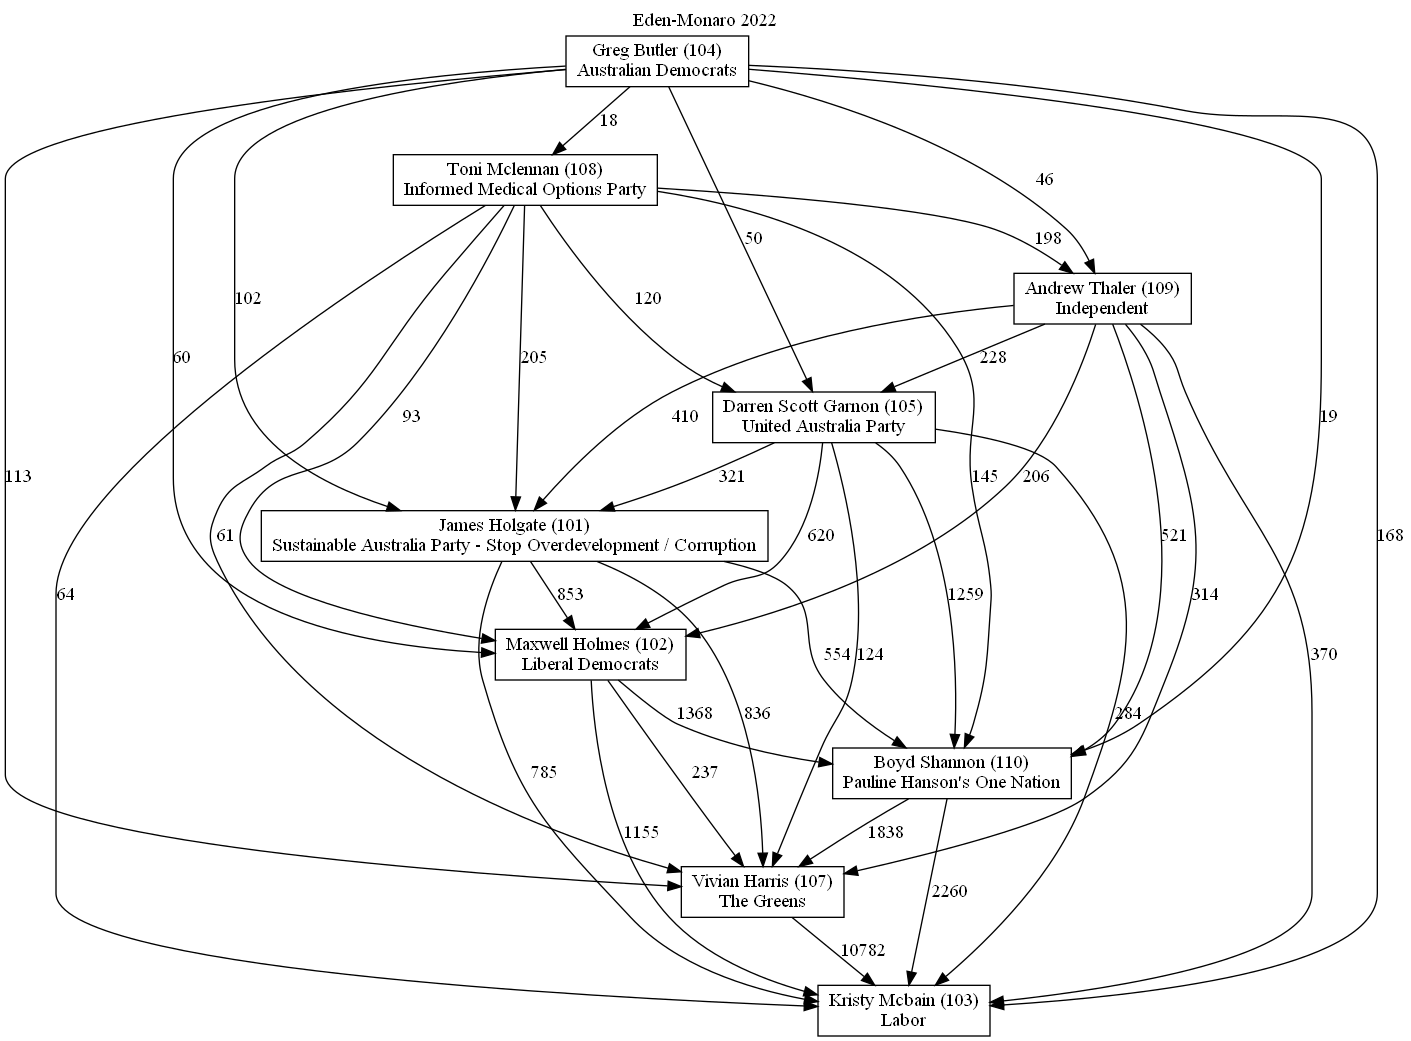 Eden-Monaro 2022
Greg Butler (104)
Australian Democrats
18
Toni Mclennan (108)
Informed Medical Options Party
46
50
198
Andrew Thaler (109)
Independent
102
120
60
205
228
Darren Scott Garnon (105)
United Australia Party
93
410
19
113
321
145
206
James Holgate (101)
Sustainable Australia Party - Stop Overdevelopment / Corruption
61
620
521
168
64
853
1259
314
Maxwell Holmes (102)
Liberal Democrats
554
124
370
1368
836
284
Boyd Shannon (110)
Pauline Hanson's One Nation
785
237
1155
1838
Vivian Harris (107)
The Greens
2260
10782
Kristy Mcbain (103)
Labor